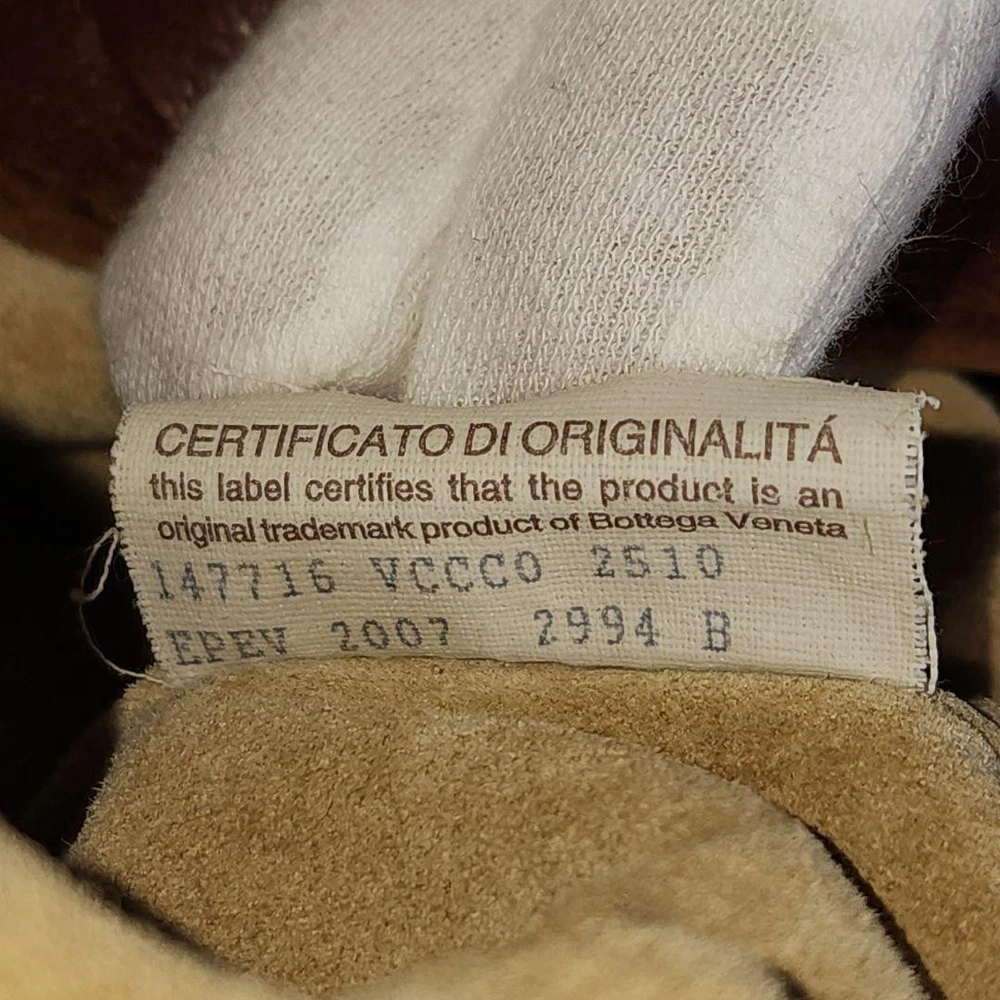 CERTIFICATO DI ORIGINALITÁ
this label certifies that the product is an
original trademark product of Bottega Veneta
147716 VCCCO 2510
EPEV 2007 2994 B